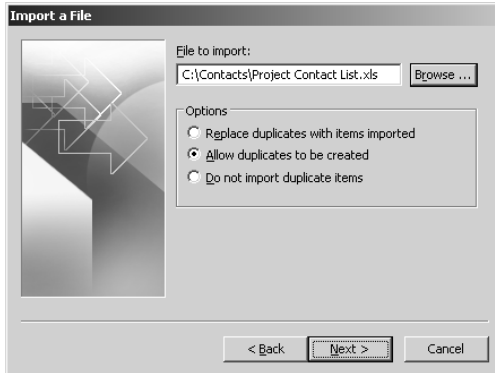 Import a File
File to import:
C:\Contacts\Project Contact List.xls
Browse ...
Options
Replace duplicates with items imported
Allow duplicates to be created
Do not import duplicate items
< Back
Next >
Cancel